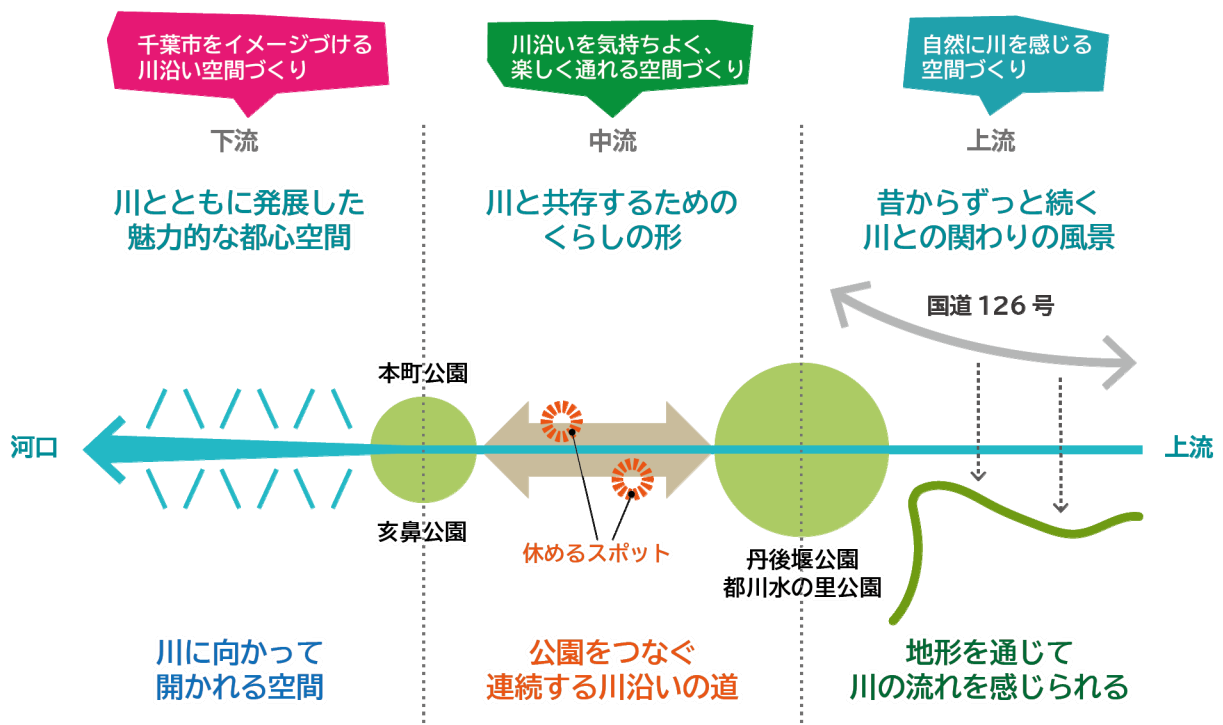 千葉市をイメージづける
川沿い空間づくり
川沿いを気持ちよく、
楽しく通れる空間づくり
自然に川を感じる
空間づくり
下流
中流
上流
川とともに発展した
魅力的な都心空間
川と共存するための
くらしの形
昔からずっと続く
川との関わりの風景
国道126号
本町公園
河口
上流
亥鼻公園
休めるスポット
丹後堰公園
都川水の里公園
川に向かって
開かれる空間
公園をつなぐ
連続する川沿いの道
地形を通じて
川の流れを感じられる